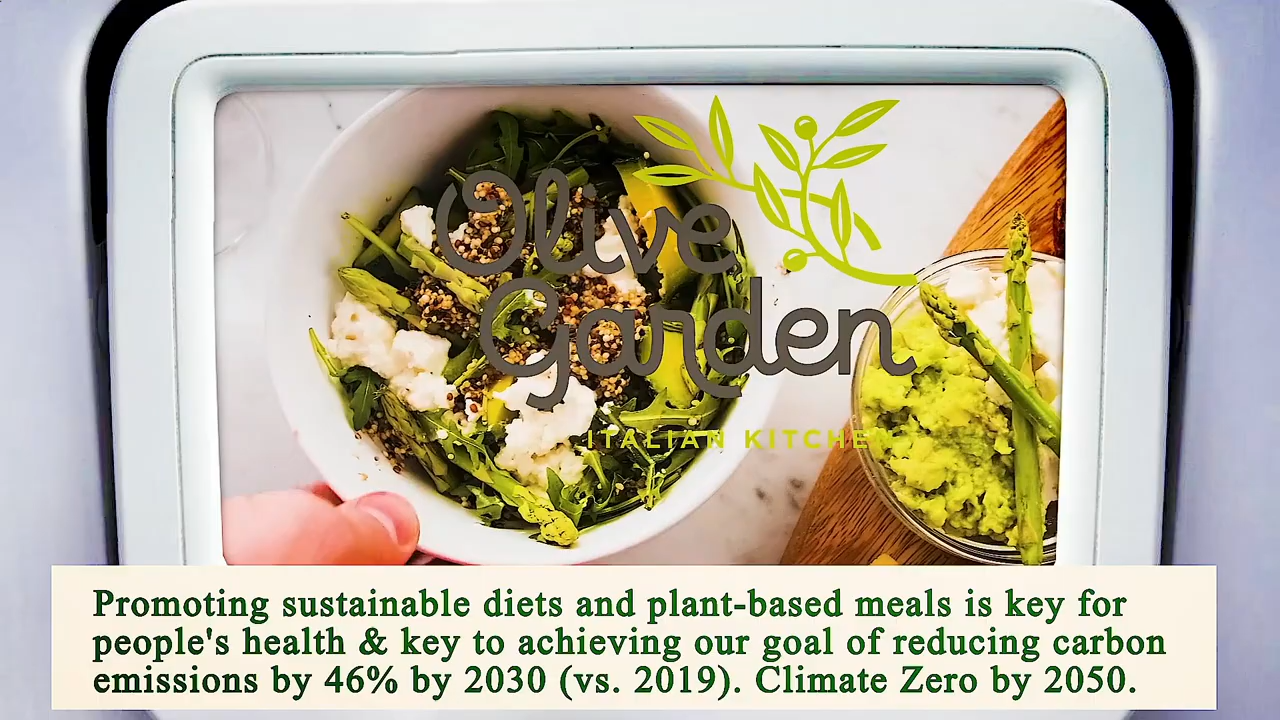 Olive
Garden
ITALIAN KITCHEN
Promoting sustainable diets and plant-based meals is key for
people's health & key to achieving our goal of reducing carbon
emissions by 46% by 2030 (vs. 2019). Climate Zero by 2050.